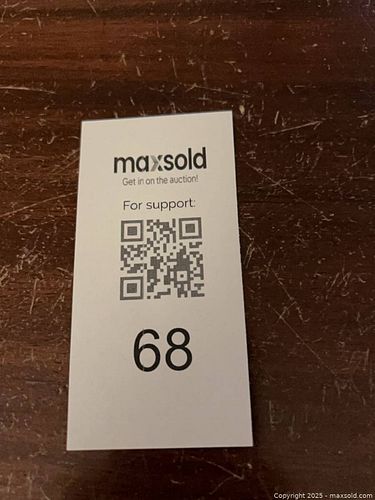 maxsold
Get in on the auction!
For support:
68
Copyright 2025 - maxsold.com